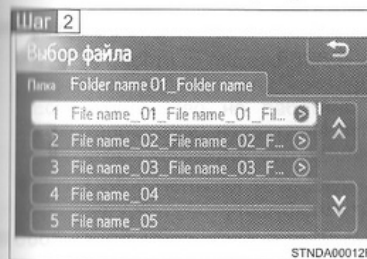 Шаг 2
Выбор файла
Папка Folder name 01_Folder name
1 File name_01_File name_01_Fil...
2 File name_02_File name_02_F...
3 File name_03_File name_03_F...
4 File name_04
5 File name_05
STNDA00012